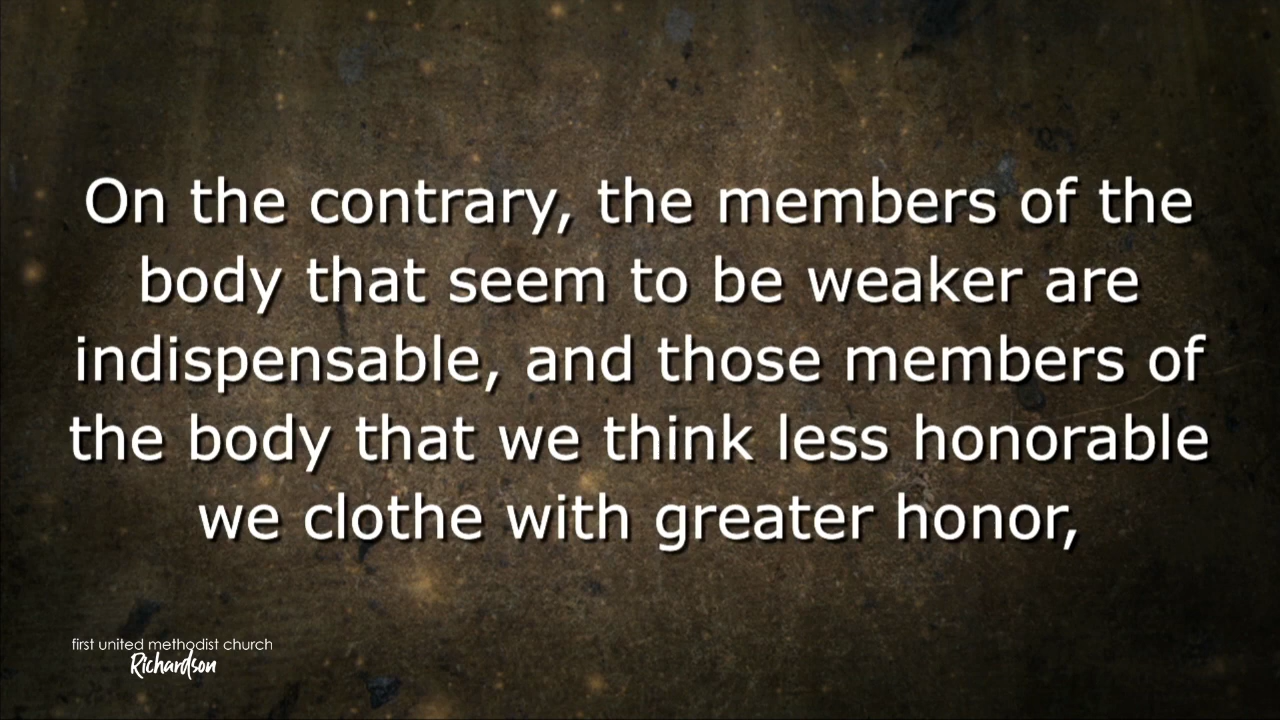 On the contrary, the members of the
body that seem to be weaker are
indispensable, and those members of
the body that we think less honorable
we clothe with greater honor,
first united methodist church
Richardson